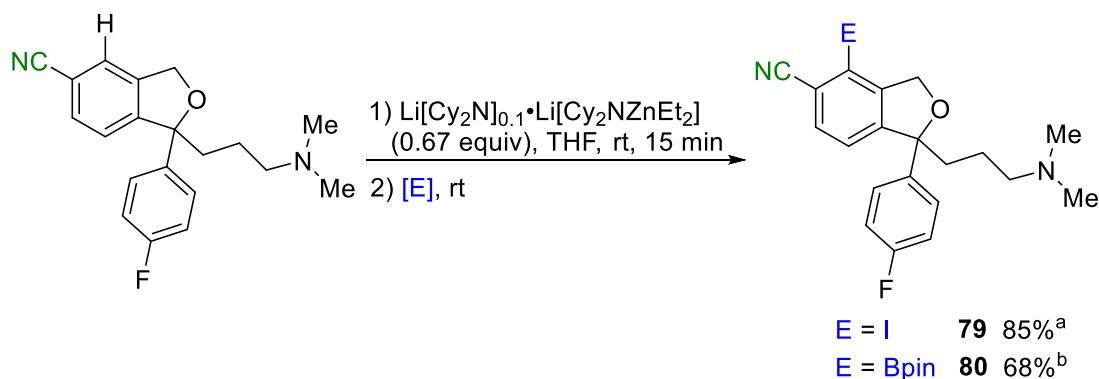 H
NC
O
N
Me
Me
F
1) Li[Cy₂N]₀.₁•Li[Cy₂NZnEt₂]
(0.67 equiv), THF, rt, 15 min
2) [E], rt
E
NC
O
N
Me
Me
F
E = I 79 85%ᵃ
E = Bpin 80 68%ᵇ